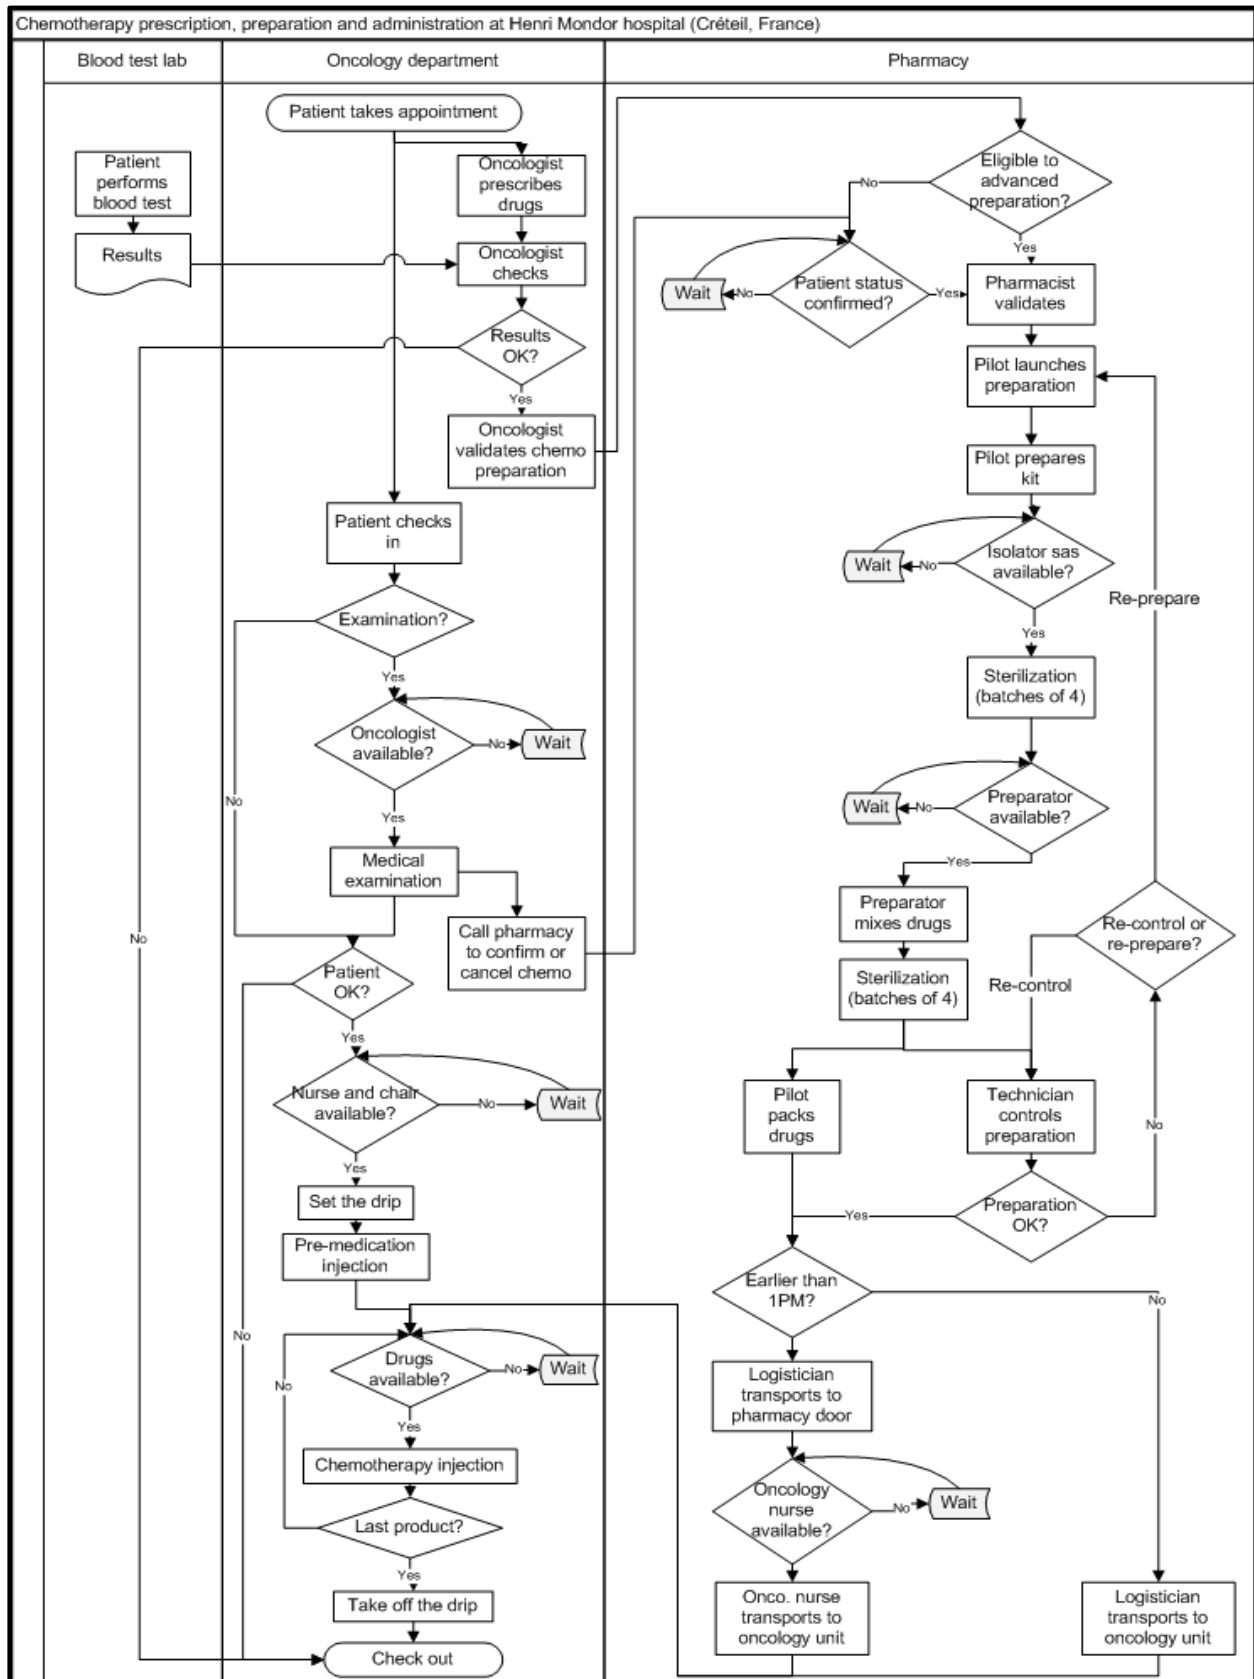 Chemotherapy prescription, preparation and administration at Henri Mondor hospital (Créteil, France)
Blood test lab
Oncology department
Pharmacy
Patient takes appointment
Patient
performs
blood test
Results
Oncologist
prescribes
drugs
Oncologist
checks
Results
OK?
Yes
No
Oncologist
validates chemo
preparation
Patient checks
in
Examination?
Yes
No
Oncologist
available?
No
Wait
Yes
Medical
examination
Call pharmacy
to confirm or
cancel chemo
Patient
OK?
Yes
No
Nurse and chair
available?
No
Wait
Yes
Set the drip
Pre-medication
injection
Drugs
available?
No
Wait
Yes
Chemotherapy injection
Last product?
No
Yes
Take off the drip
Check out
Eligible to
advanced
preparation?
No
Yes
Patient status
confirmed?
No
Wait
Yes
Pharmacist
validates
Pilot launches
preparation
Pilot prepares
kit
Isolator sas
available?
No
Wait
Yes
Re-prepare
Sterilization
(batches of 4)
Preparator
available?
No
Wait
Yes
Preparator
mixes drugs
Sterilization
(batches of 4)
Re-control or
re-prepare?
Re-control
Pilot
packs
drugs
Technician
controls
preparation
No
Preparation
OK?
Yes
Earlier than
1PM?
No
Logistician
transports to
pharmacy door
Oncology
nurse
available?
No
Wait
Onco. nurse
transports to
oncology unit
Logistician
transports to
oncology unit